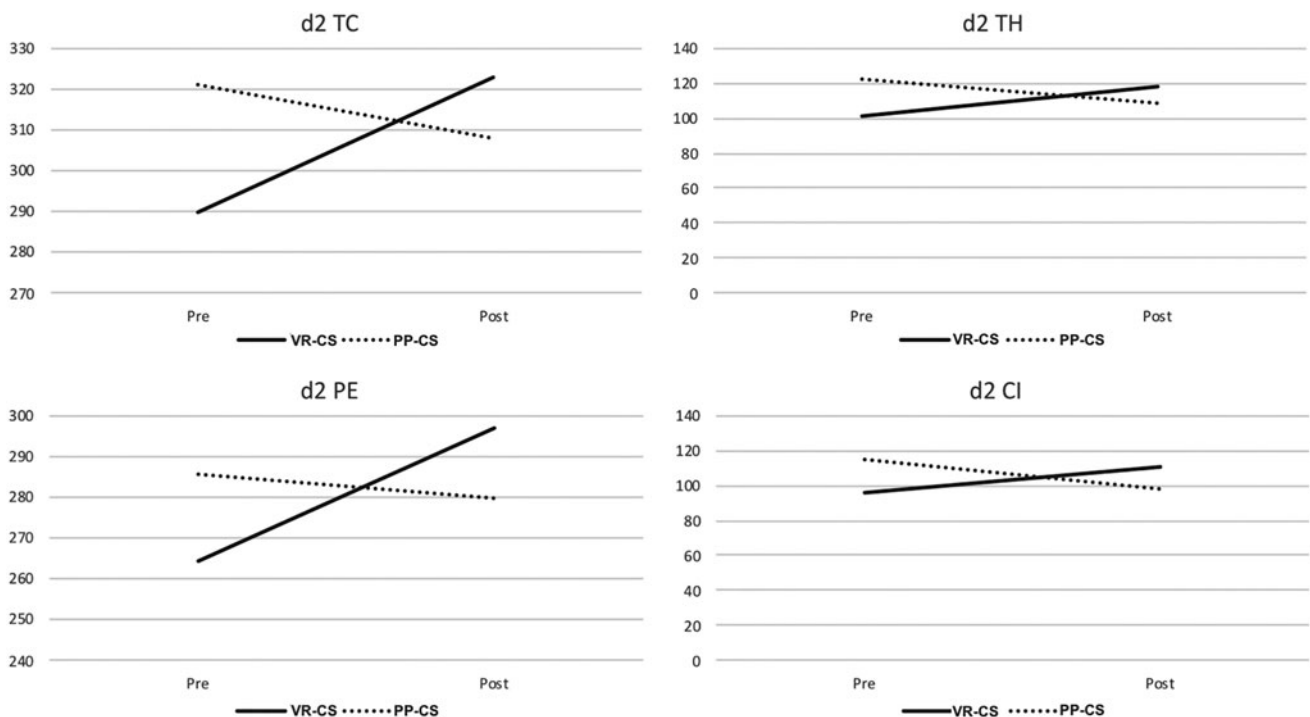 d2 TC
330
320
310
300
290
280
270
Pre
Post
VR-CS
PP-CS
d2 TH
140
120
100
80
60
40
20
0
Pre
Post
VR-CS
PP-CS
d2 PE
300
290
280
270
260
250
240
Pre
Post
VR-CS
PP-CS
d2 CI
140
120
100
80
60
40
20
0
Pre
Post
VR-CS
PP-CS